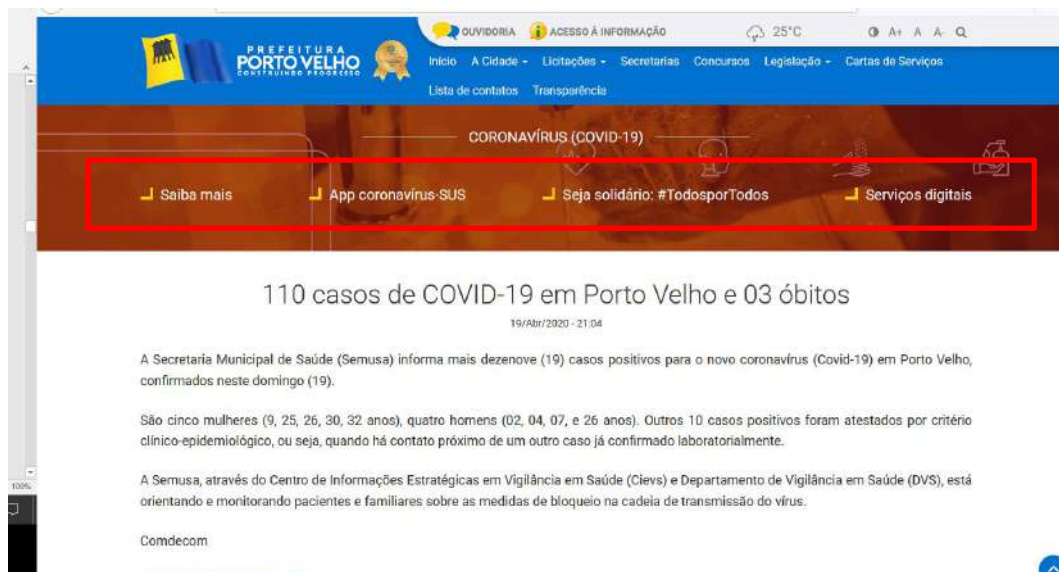 OUVIDORIA ACESSO À INFORMAÇÃO 25°C A+ A A- Q
PREFEITURA
PORTO VELHO
CONSTRUINDO PROGRESSO
Início A Cidade Licitações Secretarias Concursos Legislação Cartas de Serviços
Lista de contatos Transparência
CORONAVÍRUS (COVID-19)
Saiba mais App coronavírus-SUS Seja solidário: #TodosporTodos Serviços digitais
110 casos de COVID-19 em Porto Velho e 03 óbitos
19/Abr/2020 - 21:04
A Secretaria Municipal de Saúde (Semusa) informa mais dezenove (19) casos positivos para o novo coronavírus (Covid-19) em Porto Velho,
confirmados neste domingo (19).
São cinco mulheres (9, 25, 26, 30, 32 anos), quatro homens (02, 04, 07, e 26 anos). Outros 10 casos positivos foram atestados por critério
clínico-epidemiológico, ou seja, quando há contato próximo de um outro caso já confirmado laboratorialmente.
A Semusa, através do Centro de Informações Estratégicas em Vigilância em Saúde (Cievs) e Departamento de Vigilância em Saúde (DVS), está
orientando e monitorando pacientes e familiares sobre as medidas de bloqueio na cadeia de transmissão do vírus.
100%
Comdecom